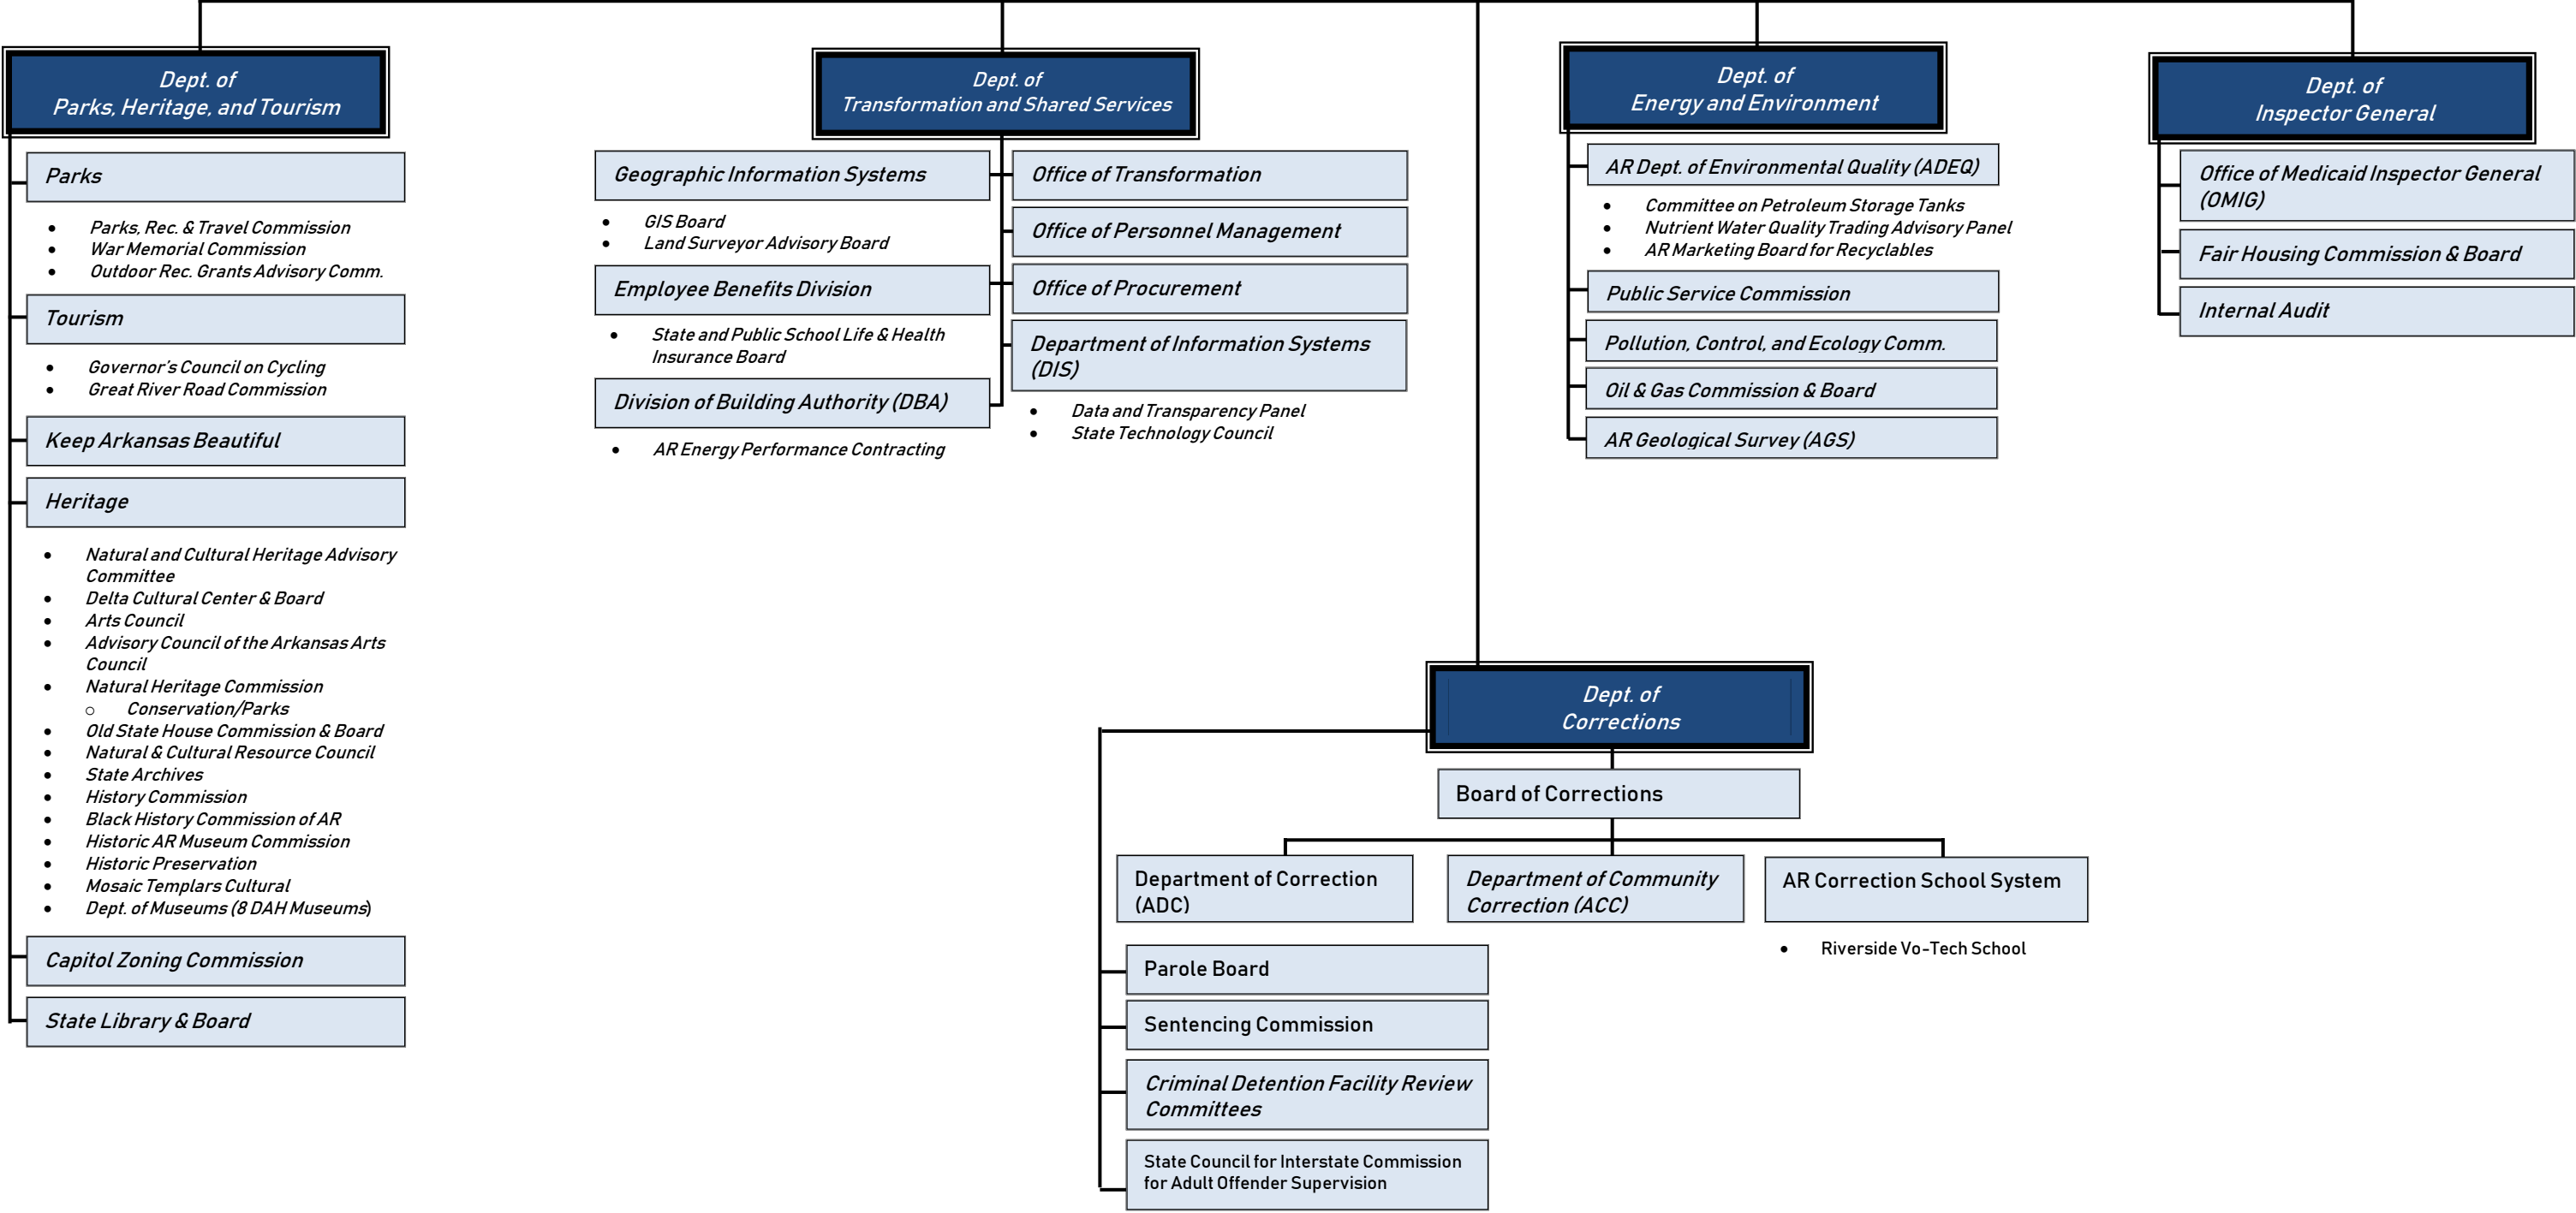 Dept. of
Parks, Heritage, and Tourism
Parks
• Parks, Rec. & Travel Commission
• War Memorial Commission
• Outdoor Rec. Grants Advisory Comm.
Tourism
• Governor's Council on Cycling
• Great River Road Commission
Keep Arkansas Beautiful
Heritage
• Natural and Cultural Heritage Advisory
Committee
• Delta Cultural Center & Board
• Arts Council
• Advisory Council of the Arkansas Arts
Council
• Natural Heritage Commission
o Conservation/Parks
• Old State House Commission & Board
• Natural & Cultural Resource Council
• State Archives
• History Commission
• Black History Commission of AR
• Historic AR Museum Commission
• Historic Preservation
• Mosaic Templars Cultural
• Dept. of Museums (8 DAH Museums)
Capitol Zoning Commission
State Library & Board
Dept. of
Transformation and Shared Services
Geographic Information Systems
• GIS Board
• Land Surveyor Advisory Board
Employee Benefits Division
• State and Public School Life & Health
Insurance Board
Division of Building Authority (DBA)
• AR Energy Performance Contracting
Office of Transformation
Office of Personnel Management
Office of Procurement
Department of Information Systems
(DIS)
• Data and Transparency Panel
• State Technology Council
Dept. of
Energy and Environment
AR Dept. of Environmental Quality (ADEQ)
• Committee on Petroleum Storage Tanks
• Nutrient Water Quality Trading Advisory Panel
• AR Marketing Board for Recyclables
Public Service Commission
Pollution, Control, and Ecology Comm.
Oil & Gas Commission & Board
AR Geological Survey (AGS)
Dept. of
Inspector General
Office of Medicaid Inspector General
(OMIG)
Fair Housing Commission & Board
Internal Audit
Dept. of
Corrections
Board of Corrections
Department of Correction
(ADC)
Department of Community
Correction (ACC)
AR Correction School System
• Riverside Vo-Tech School
Parole Board
Sentencing Commission
Criminal Detention Facility Review
Committees
State Council for Interstate Commission
for Adult Offender Supervision